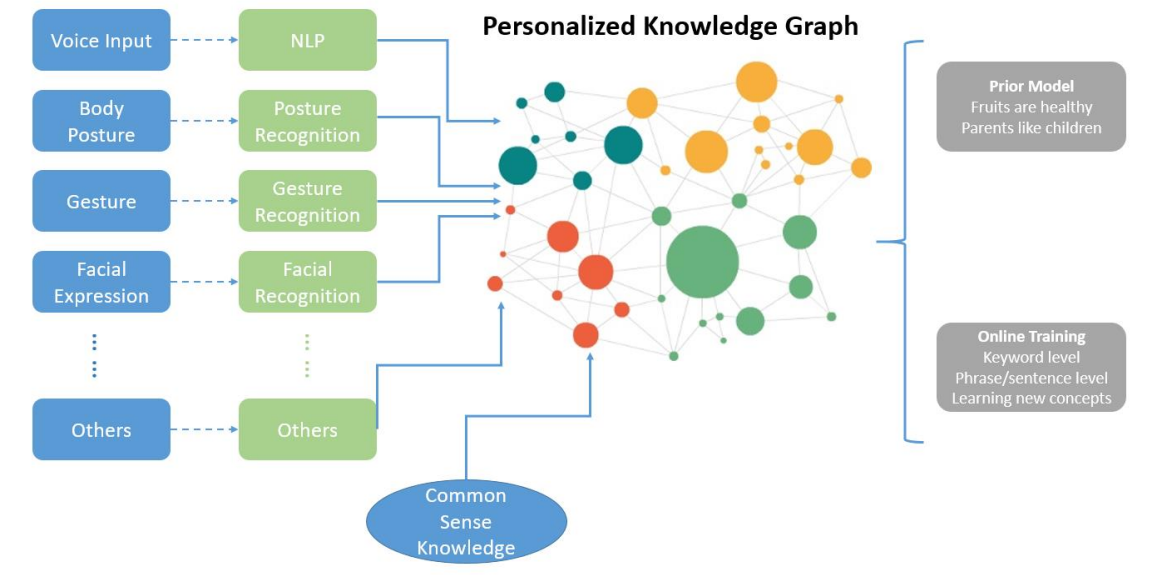 Personalized Knowledge Graph
Voice Input
NLP
Body
Posture
Posture
Recognition
Gesture
Gesture
Recognition
Facial
Expression
Facial
Recognition
Others
Others
Common
Sense
Knowledge
Prior Model
Fruits are healthy
Parents like children
Online Training
Keyword level
Phrase/sentence level
Learning new concepts